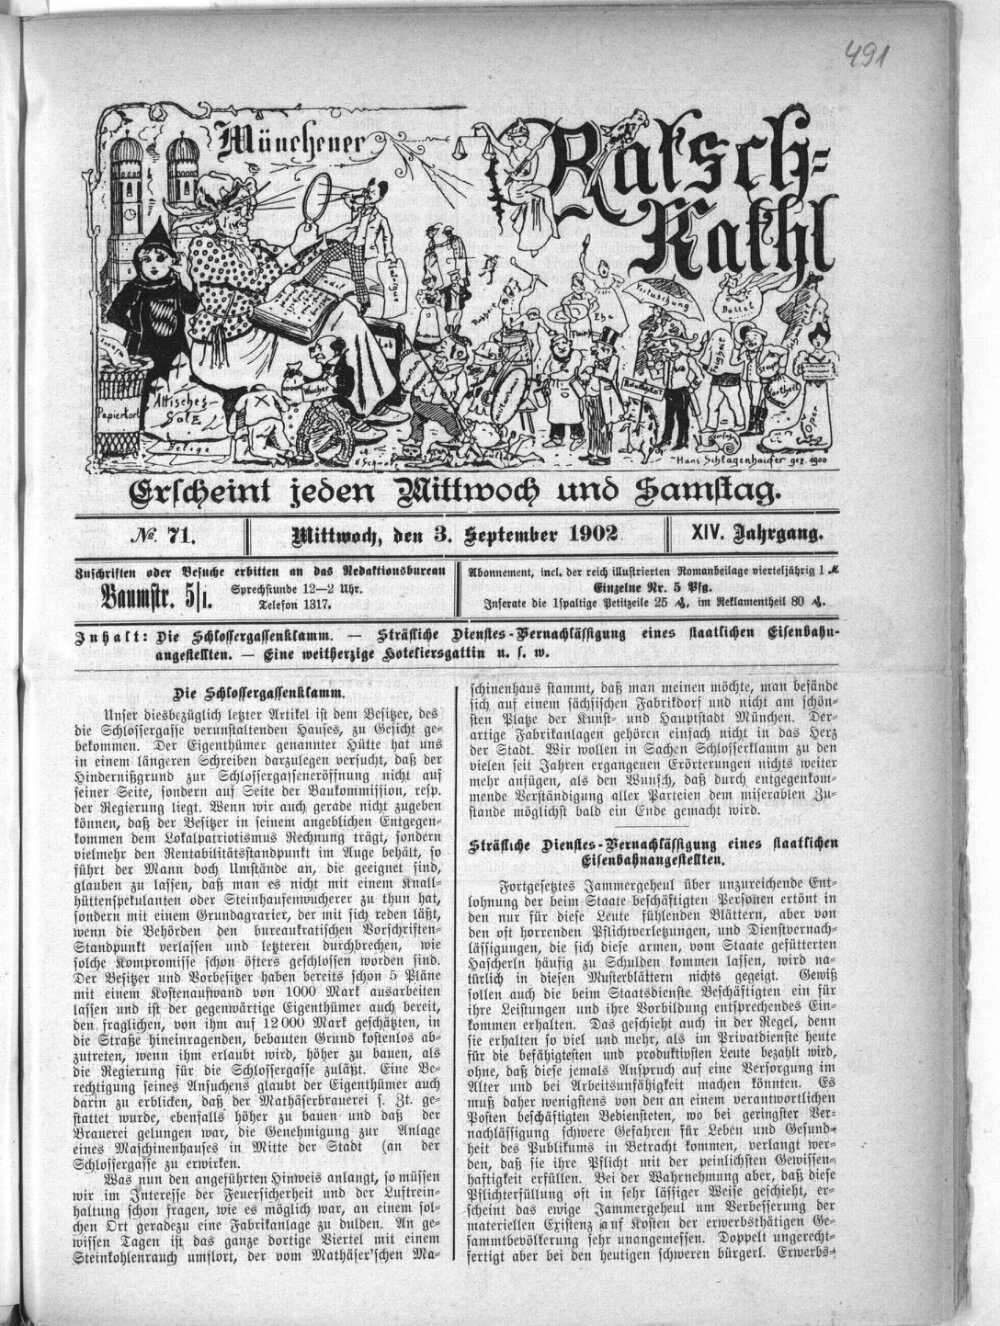 491
Münchener
Ratsch-
Kathl
Papierkorb
Attisches
Salz
Wucher
Vertuschung
Ehe
Ballet
Hans Schlagenhaufer gez. 1900
Erscheint jeden Mittwoch und Samstag.
№ 71.
Mittwoch, den 3. September 1902
XIV. Jahrgang.
Zuschriften oder Besuche erbitten an das Redaktionsbureau
Baumstr. 5/I.
Sprechstunde 12—2 Uhr.
Telefon 1317.
Abonnement, incl. der reich illustrierten Romanbeilage vierteljährig 1 ℳ
Einzelne Nr. 5 Pfg.
Inserate die 1spaltige Petitzeile 25 ₰, im Reklamentheil 80 ₰.
Inhalt: Die Schlossergassenklamm. — Sträfliche Dienstes-Vernachlässigung eines staatlichen Eisenbahn-
angestellten. — Eine weitherzige Hoteliersgattin u. s. w.
Die Schlossergassenklamm.
Unser diesbezüglich letzter Artikel ist dem Besitzer, des
die Schlossergasse verunstaltenden Hauses, zu Gesicht ge-
bekommen. Der Eigenthümer genannter Hütte hat uns
in einem längeren Schreiben darzulegen versucht, daß der
Hindernißgrund zur Schlossergasseneröffnung nicht auf
seiner Seite, sondern auf Seite der Baukommission, resp.
der Regierung liegt. Wenn wir auch gerade nicht zugeben
können, daß der Besitzer in seinem angeblichen Entgegen-
kommen dem Lokalpatriotismus Rechnung trägt, sondern
vielmehr den Rentabilitätsstandpunkt im Auge behält, so
führt der Mann doch Umstände an, die geeignet sind,
glauben zu lassen, daß man es nicht mit einem Knall-
hüttenspekulanten oder Steinhausenwucherer zu thun hat,
sondern mit einem Grundagrarier, der mit sich reden läßt,
wenn die Behörden den bureaukratischen Vorschriften-
Standpunkt verlassen und letzteren durchbrechen, wie
solche Kompromisse schon öfters geschlossen worden sind.
Der Besitzer und Vorbesitzer haben bereits schon 5 Pläne
mit einem Kostenaufwand von 1000 Mark ausarbeiten
lassen und ist der gegenwärtige Eigenthümer auch bereit,
den fraglichen, von ihm auf 12 000 Mark geschätzten, in
die Straße hineinragenden, bebauten Grund kostenlos ab-
zutreten, wenn ihm erlaubt wird, höher zu bauen, als
die Regierung für die Schlossergasse zuläßt. Eine Be-
rechtigung seines Ansuchens glaubt der Eigenthümer auch
darin zu erblicken, daß der Mathäserbrauerei s. Zt. ge-
stattet wurde, ebenfalls höher zu bauen und daß der
Brauerei gelungen war, die Genehmigung zur Anlage
eines Maschinenhauses in Mitte der Stadt (an der
Schlossergasse zu erwirken.
Was nun den angeführten Hinweis anlangt, so müssen
wir im Interesse der Feuersicherheit und der Luftrein-
haltung schon fragen, wie es möglich war, an einem sol-
chen Ort geradezu eine Fabrikanlage zu dulden. An ge-
wissen Tagen ist das ganze dortige Viertel mit einem
Steinkohlenrauch umflort, der vom Mathäser'schen Ma-
schinenhaus stammt, daß man meinen möchte, man befände
sich auf einem sächsischen Fabrikdorf und nicht am schön-
sten Platze der Kunst- und Hauptstadt München. Der-
artige Fabrikanlagen gehören einfach nicht in das Herz
der Stadt. Wir wollen in Sachen Schlosserklamm zu den
vielen seit Jahren ergangenen Erörterungen nichts weiter
mehr anfügen, als den Wunsch, daß durch entgegenkom-
mende Verständigung aller Parteien dem miserablen Zu-
stande möglichst bald ein Ende gemacht wird.
Sträfliche Dienstes-Vernachlässigung eines staatlichen
Eisenbahnangestellten.
Fortgesetztes Jammergeheul über unzureichende Ent-
lohnung der beim Staate beschäftigten Personen ertönt in
den nur für diese Leute fühlenden Blättern, aber von
den oft horrenden Pflichtverletzungen, und Dienstvernach-
lässigungen, die sich diese armen, vom Staate gefütterten
Hascherln häufig zu Schulden kommen lassen, wird na-
türlich in diesen Musterblättern nichts gegeigt. Gewiß
sollen auch die beim Staatsdienste Beschäftigten ein für
ihre Leistungen und ihre Vorbildung entsprechendes Ein-
kommen erhalten. Das geschieht auch in der Regel, denn
sie erhalten so viel und mehr, als im Privatdienste heute
für die befähigtesten und produktivsten Leute bezahlt wird,
ohne, daß diese jemals Anspruch auf eine Versorgung im
Alter und bei Arbeitsunfähigkeit machen könnten. Es
muß daher wenigstens von den an einem verantwortlichen
Posten beschäftigten Bediensteten, wo bei geringster Ver-
nachlässigung schwere Gefahren für Leben und Gesund-
heit des Publikums in Betracht kommen, verlangt wer-
den, daß sie ihre Pflicht mit der peinlichsten Gewissen-
haftigkeit erfüllen. Bei der Wahrnehmung aber, daß diese
Pflichterfüllung oft in sehr lässiger Weise geschieht, er-
scheint das ewige Jammergeheul um Verbesserung der
materiellen Existenz auf Kosten der erwerbsthätigen Ge-
sammtbevölkerung sehr unangemessen. Doppelt ungerecht-
fertigt aber bei den heutigen schweren bürgerl. Erwerbs-